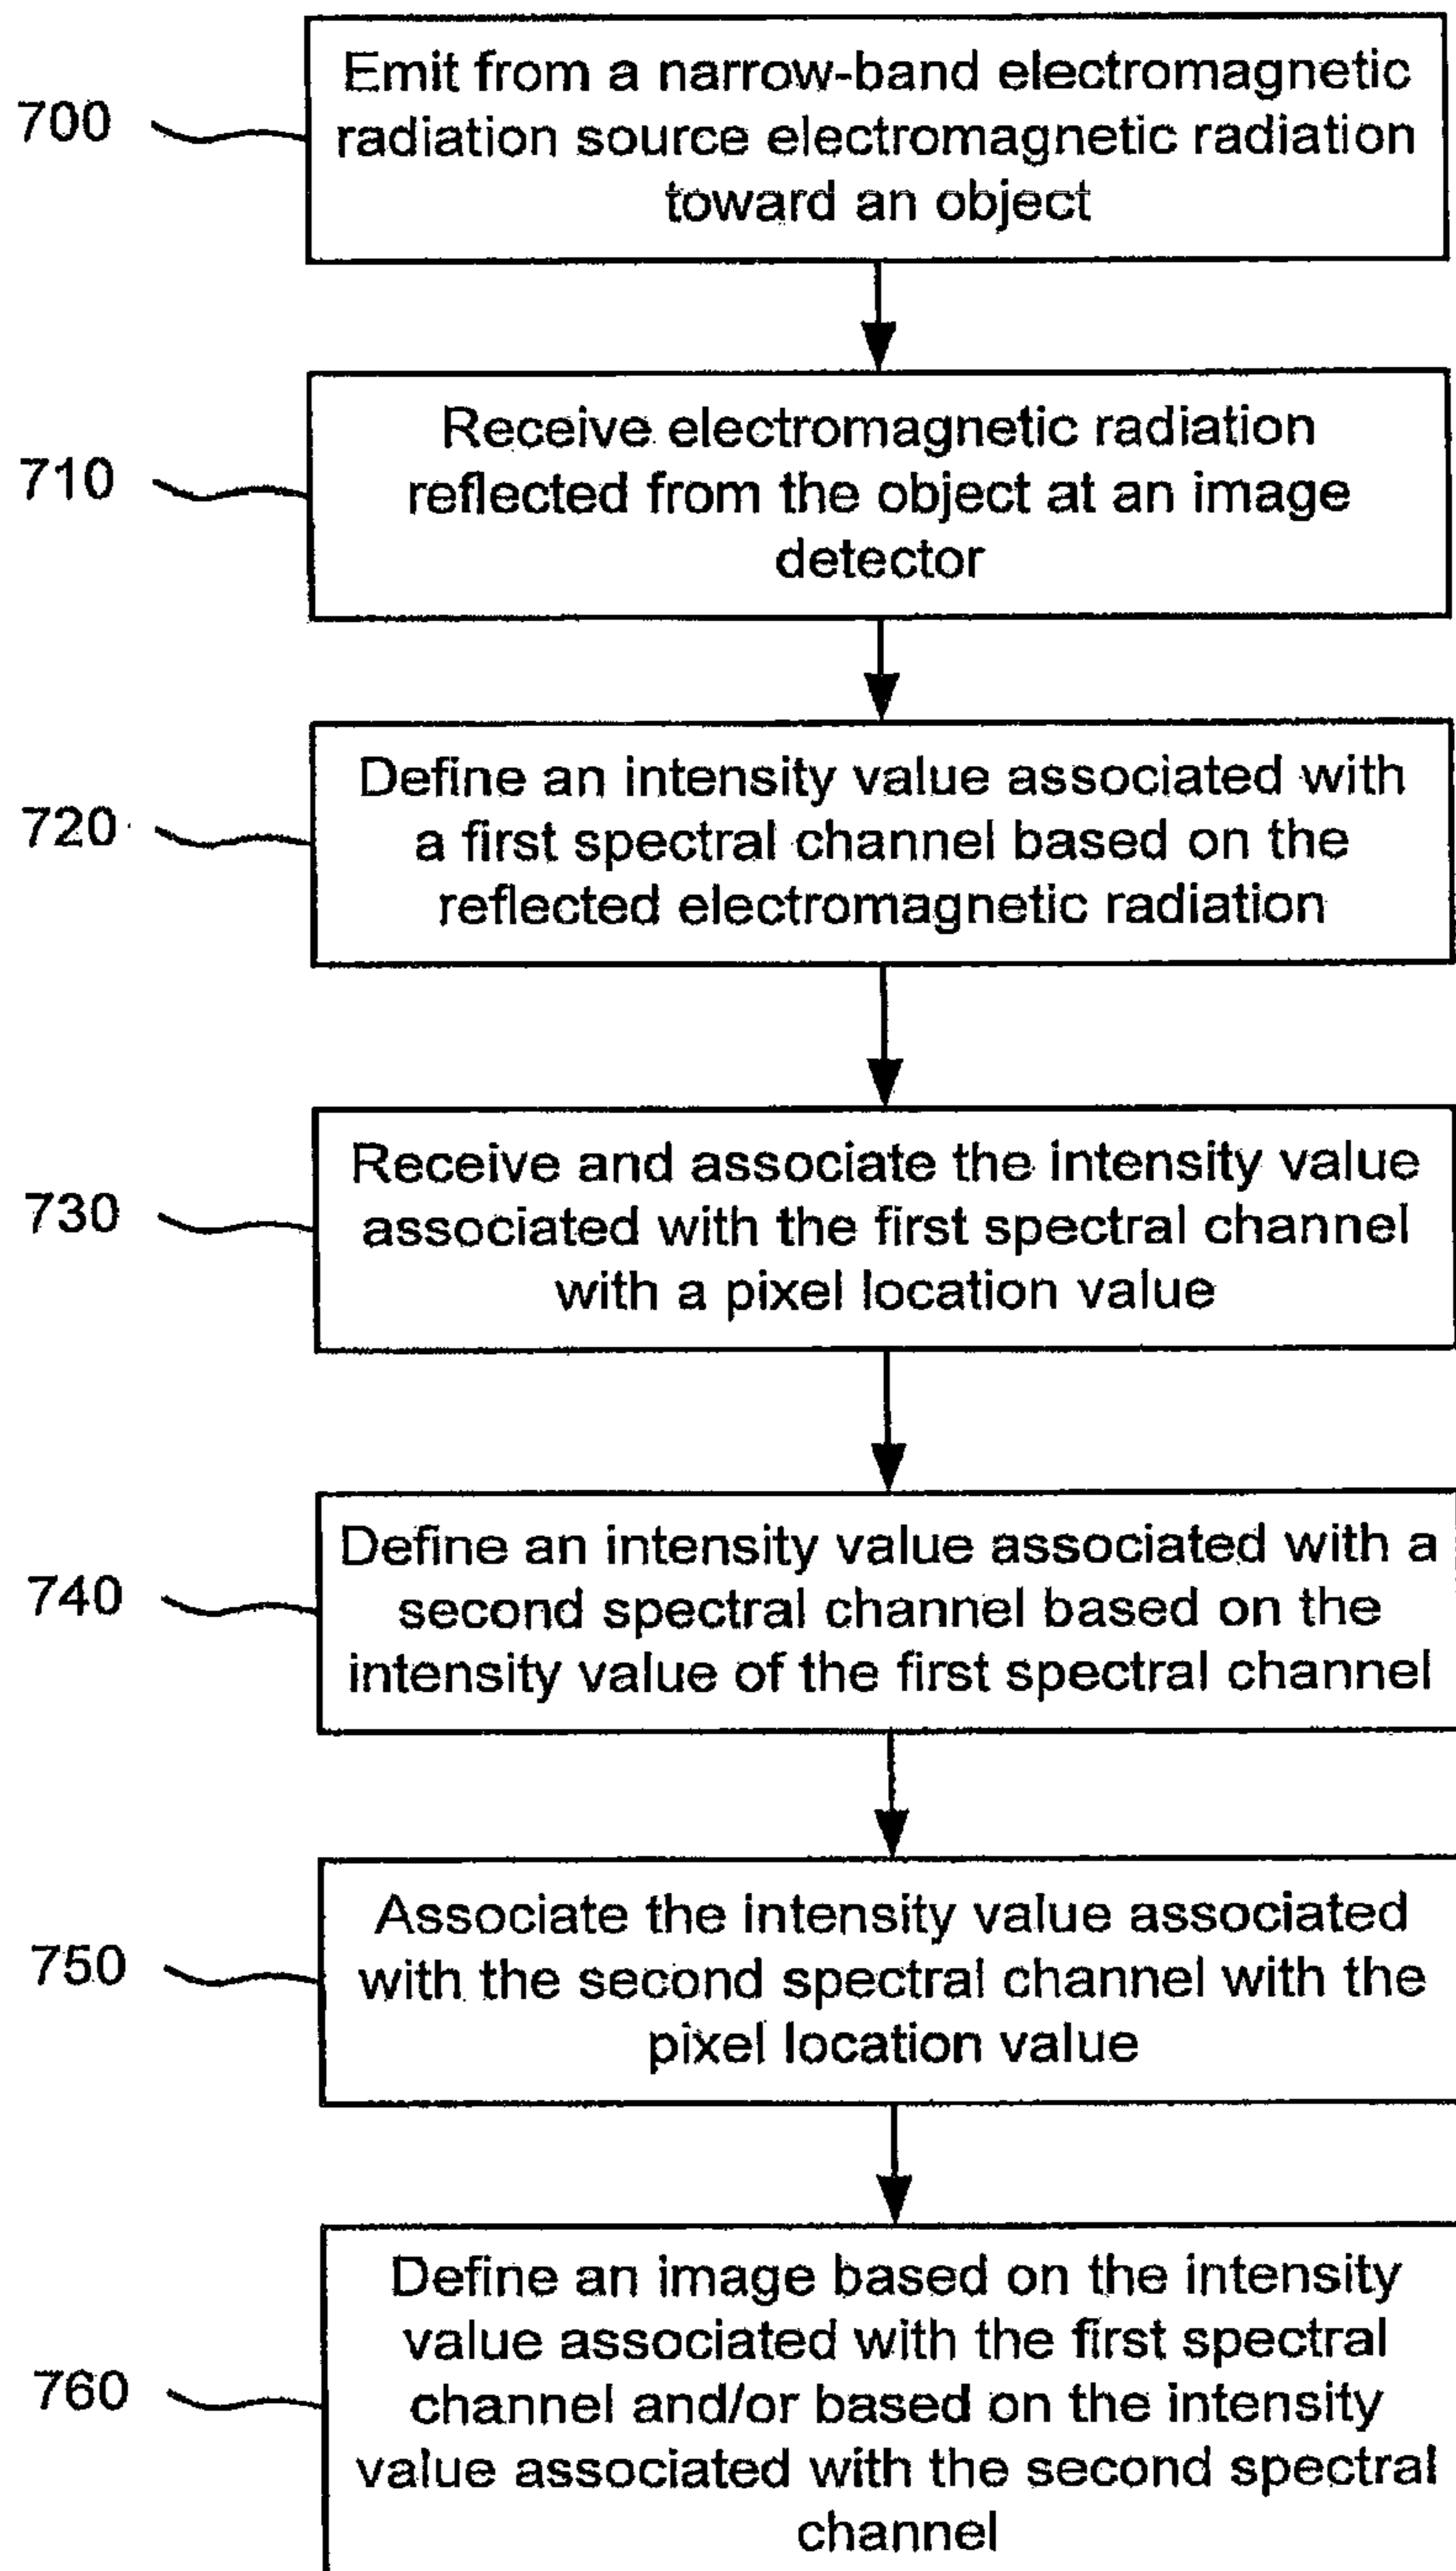 700
Emit from a narrow-band electromagnetic
radiation source electromagnetic radiation
toward an object
710
Receive electromagnetic radiation
reflected from the object at an image
detector
720
Define an intensity value associated with
a first spectral channel based on the
reflected electromagnetic radiation
730
Receive and associate the intensity value
associated with the first spectral channel
with a pixel location value
740
Define an intensity value associated with a
second spectral channel based on the
intensity value of the first spectral channel
750
Associate the intensity value associated
with the second spectral channel with the
pixel location value
760
Define an image based on the intensity
value associated with the first spectral
channel and/or based on the intensity
value associated with the second spectral
channel